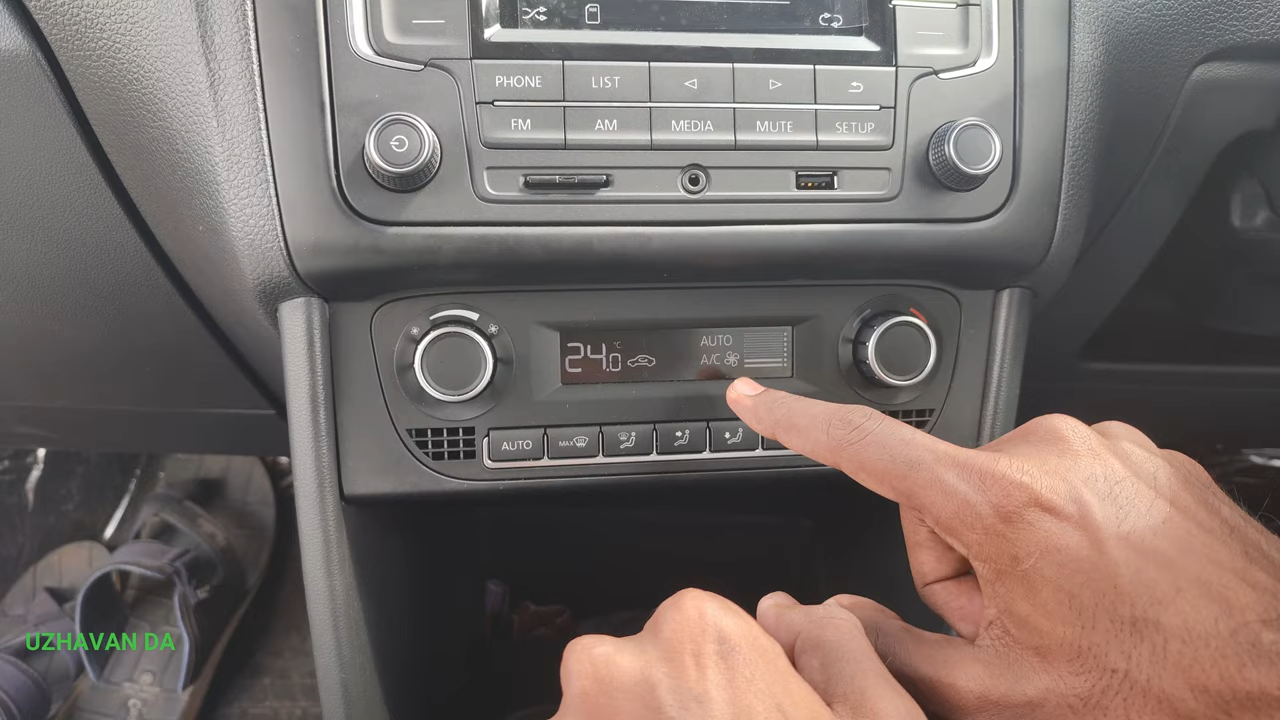 PHONE LIST
FM AM MEDIA MUTE SETUP
24.0 °C AUTO
A/C
AUTO MAX
UZHAVAN DA